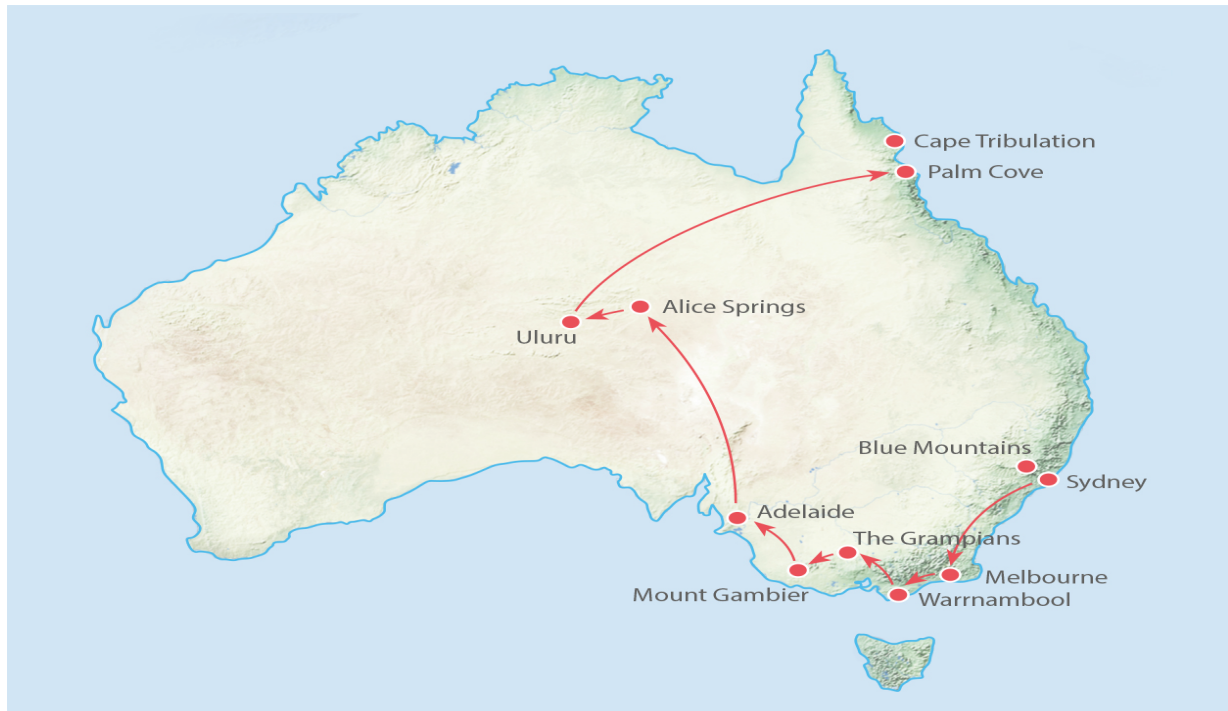 Cape Tribulation
Palm Cove
Alice Springs
Uluru
Blue Mountains
Sydney
Adelaide
The Grampians
Melbourne
Mount Gambier
Warrnambool